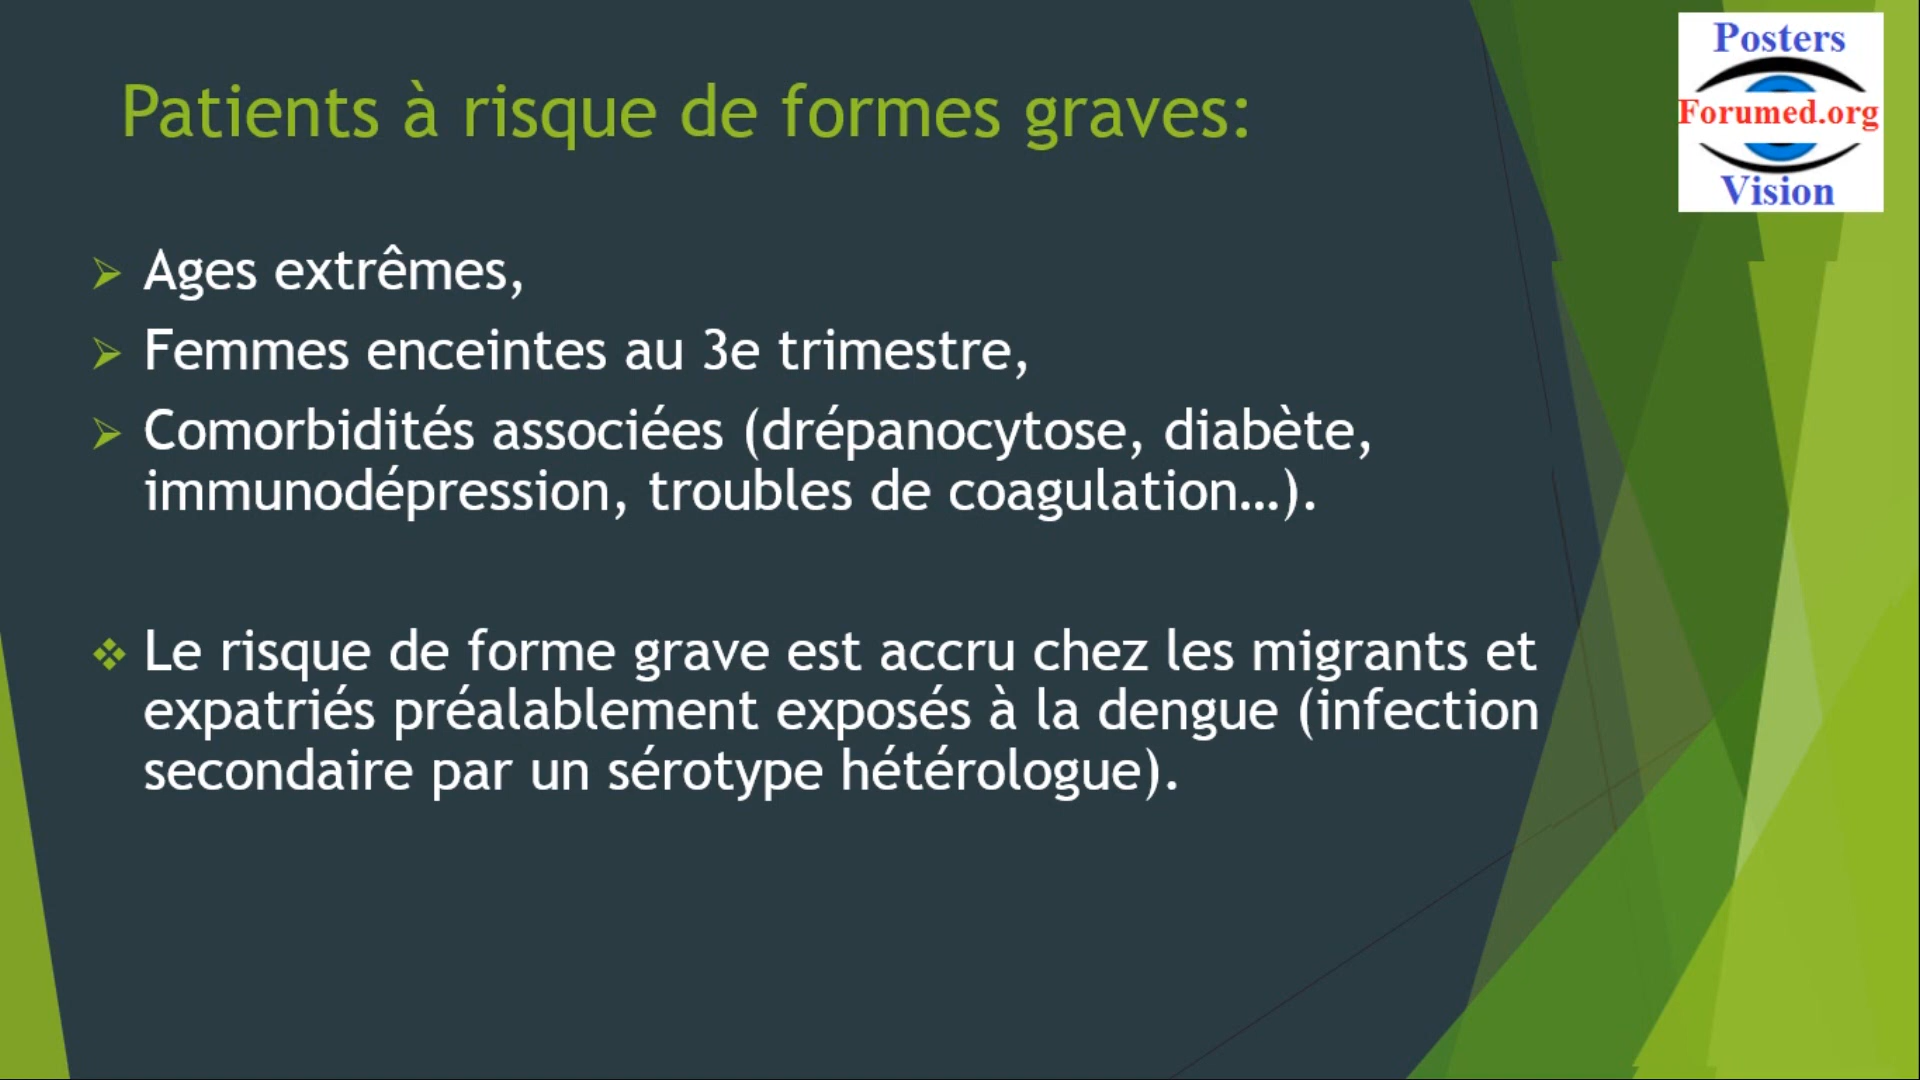 Patients à risque de formes graves:
Posters
Forumed.org
Vision
Ages extrêmes,
Femmes enceintes au 3e trimestre,
Comorbidités associées (drépanocytose, diabète,
immunodépression, troubles de coagulation…).
Le risque de forme grave est accru chez les migrants et
expatriés préalablement exposés à la dengue (infection
secondaire par un sérotype hétérologue).